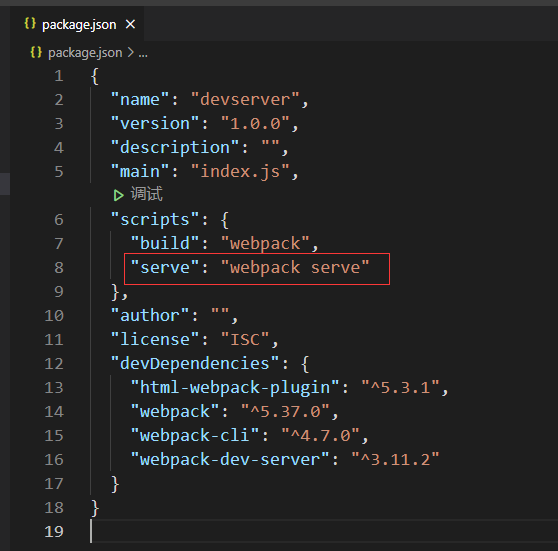 {} package.json ×
{} package.json > ...
1 {
2 "name": "devserver",
3 "version": "1.0.0",
4 "description": "",
5 "main": "index.js",
调试
6 "scripts": {
7 "build": "webpack",
8 "serve": "webpack serve"
9 },
10 "author": "",
11 "license": "ISC",
12 "devDependencies": {
13 "html-webpack-plugin": "^5.3.1",
14 "webpack": "^5.37.0",
15 "webpack-cli": "^4.7.0",
16 "webpack-dev-server": "^3.11.2"
17 }
18 }
19